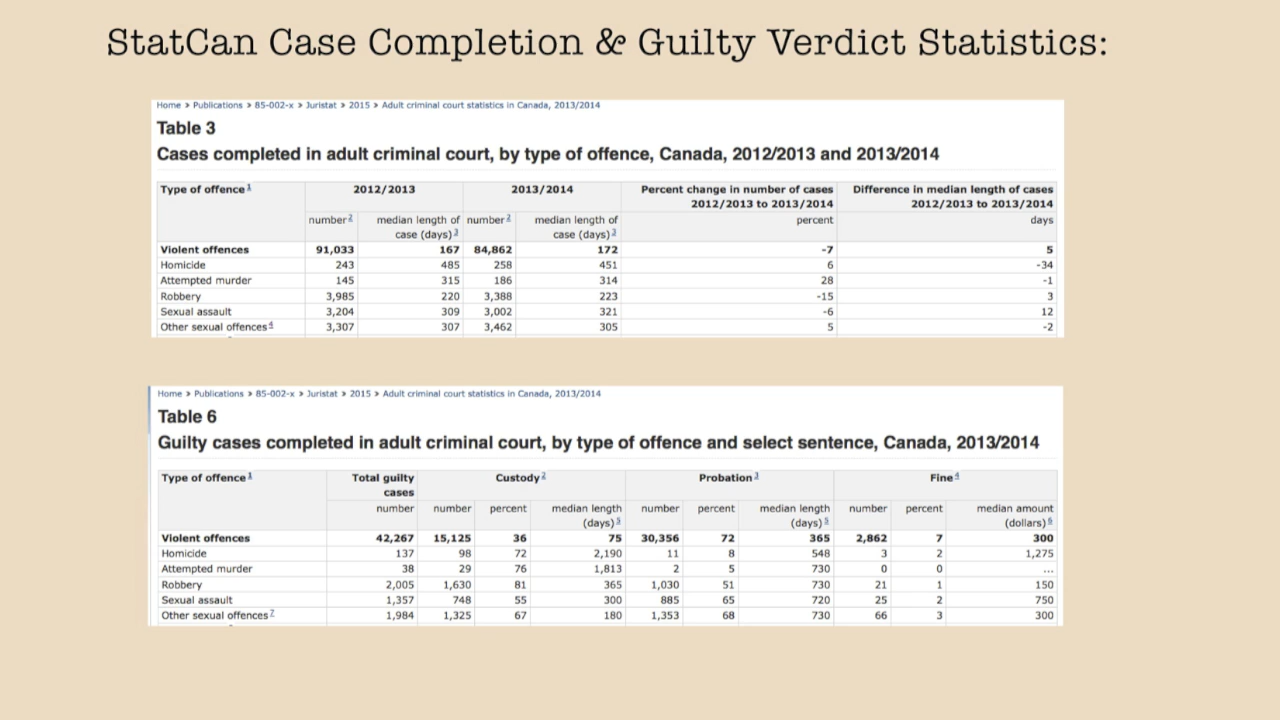 StatCan Case Completion & Guilty Verdict Statistics:
Home > Publications > 85-002-x > Juristat > 2015 > Adult criminal court statistics in Canada, 2013/2014
Table 3
Cases completed in adult criminal court, by type of offence, Canada, 2012/2013 and 2013/2014
Type of offence 1 2012/2013 2013/2014 Percent change in number of cases Difference in median length of cases
2012/2013 to 2013/2014 2012/2013 to 2013/2014
number 2 median length of number 2 median length of percent days
case (days) 3 case (days) 3
Violent offences 91,033 167 84,862 172 -7 5
Homicide 243 485 258 451 6 -34
Attempted murder 145 315 186 314 28 -1
Robbery 3,985 220 3,388 223 -15 3
Sexual assault 3,204 309 3,002 321 -6 12
Other sexual offences 4 3,307 307 3,462 305 5 -2
Home > Publications > 85-002-x > Juristat > 2015 > Adult criminal court statistics in Canada, 2013/2014
Table 6
Guilty cases completed in adult criminal court, by type of offence and select sentence, Canada, 2013/2014
Type of offence 1 Total guilty Custody 2 Probation 3 Fine 4
cases
number number percent median length number percent median length number percent median amount
(days) 5 (days) 5 (dollars) 6
Violent offences 42,267 15,125 36 75 30,356 72 365 2,862 7 300
Homicide 137 98 72 2,190 11 8 548 3 2 1,275
Attempted murder 38 29 76 1,813 2 5 730 0 0 ...
Robbery 2,005 1,630 81 365 1,030 51 730 21 1 150
Sexual assault 1,357 748 55 300 885 65 720 25 2 750
Other sexual offences 7 1,984 1,325 67 180 1,353 68 730 66 3 300